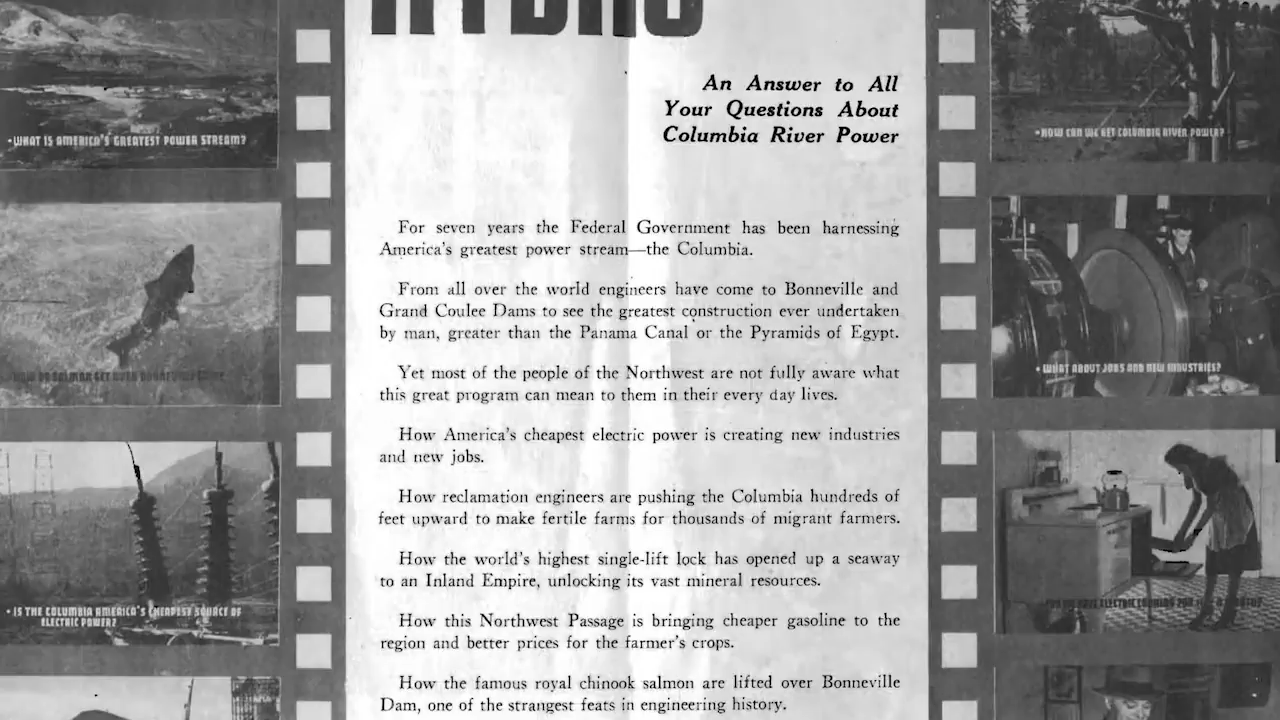 HYDRO
An Answer to All
Your Questions About
Columbia River Power
For seven years the Federal Government has been harnessing
America's greatest power stream—the Columbia.
From all over the world engineers have come to Bonneville and
Grand Coulee Dams to see the greatest construction ever undertaken
by man, greater than the Panama Canal or the Pyramids of Egypt.
Yet most of the people of the Northwest are not fully aware what
this great program can mean to them in their every day lives.
How America's cheapest electric power is creating new industries
and new jobs.
How reclamation engineers are pushing the Columbia hundreds of
feet upward to make fertile farms for thousands of migrant farmers.
How the world's highest single-lift lock has opened up a seaway
to an Inland Empire, unlocking its vast mineral resources.
How this Northwest Passage is bringing cheaper gasoline to the
region and better prices for the farmer's crops.
How the famous royal chinook salmon are lifted over Bonneville
Dam, one of the strangest feats in engineering history.
• WHAT IS AMERICA'S GREATEST POWER STREAM?
HOW DO SALMON GET OVER BONNEVILLE
• IS THE COLUMBIA AMERICA'S CHEAPEST SOURCE OF
ELECTRIC POWER?
• HOW CAN WE GET COLUMBIA RIVER POWER?
• WHAT ABOUT JOBS AND NEW INDUSTRIES?
ELECTRIC COOKING FOR